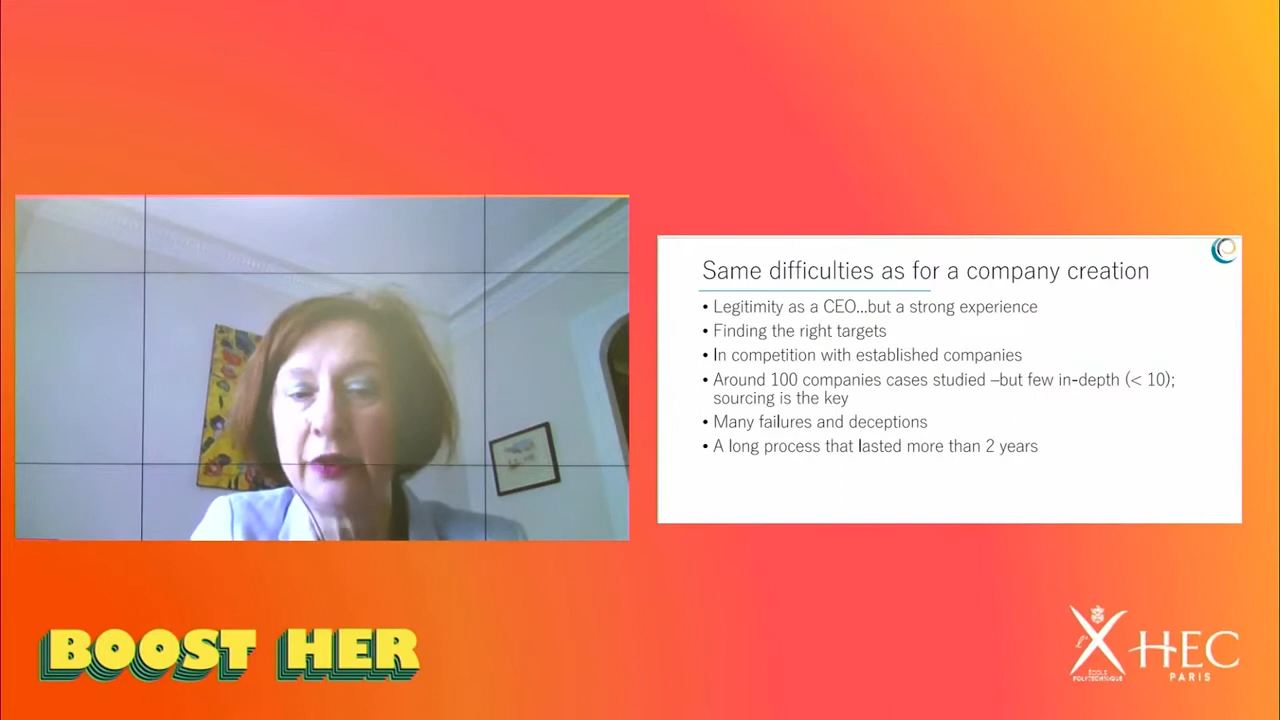 Same difficulties as for a company creation
• Legitimity as a CEO...but a strong experience
• Finding the right targets
• In competition with established companies
• Around 100 companies cases studied –but few in-depth (< 10);
sourcing is the key
• Many failures and deceptions
• A long process that lasted more than 2 years
BOOST HER
l'X
ÉCOLE
POLYTECHNIQUE
HEC
PARIS